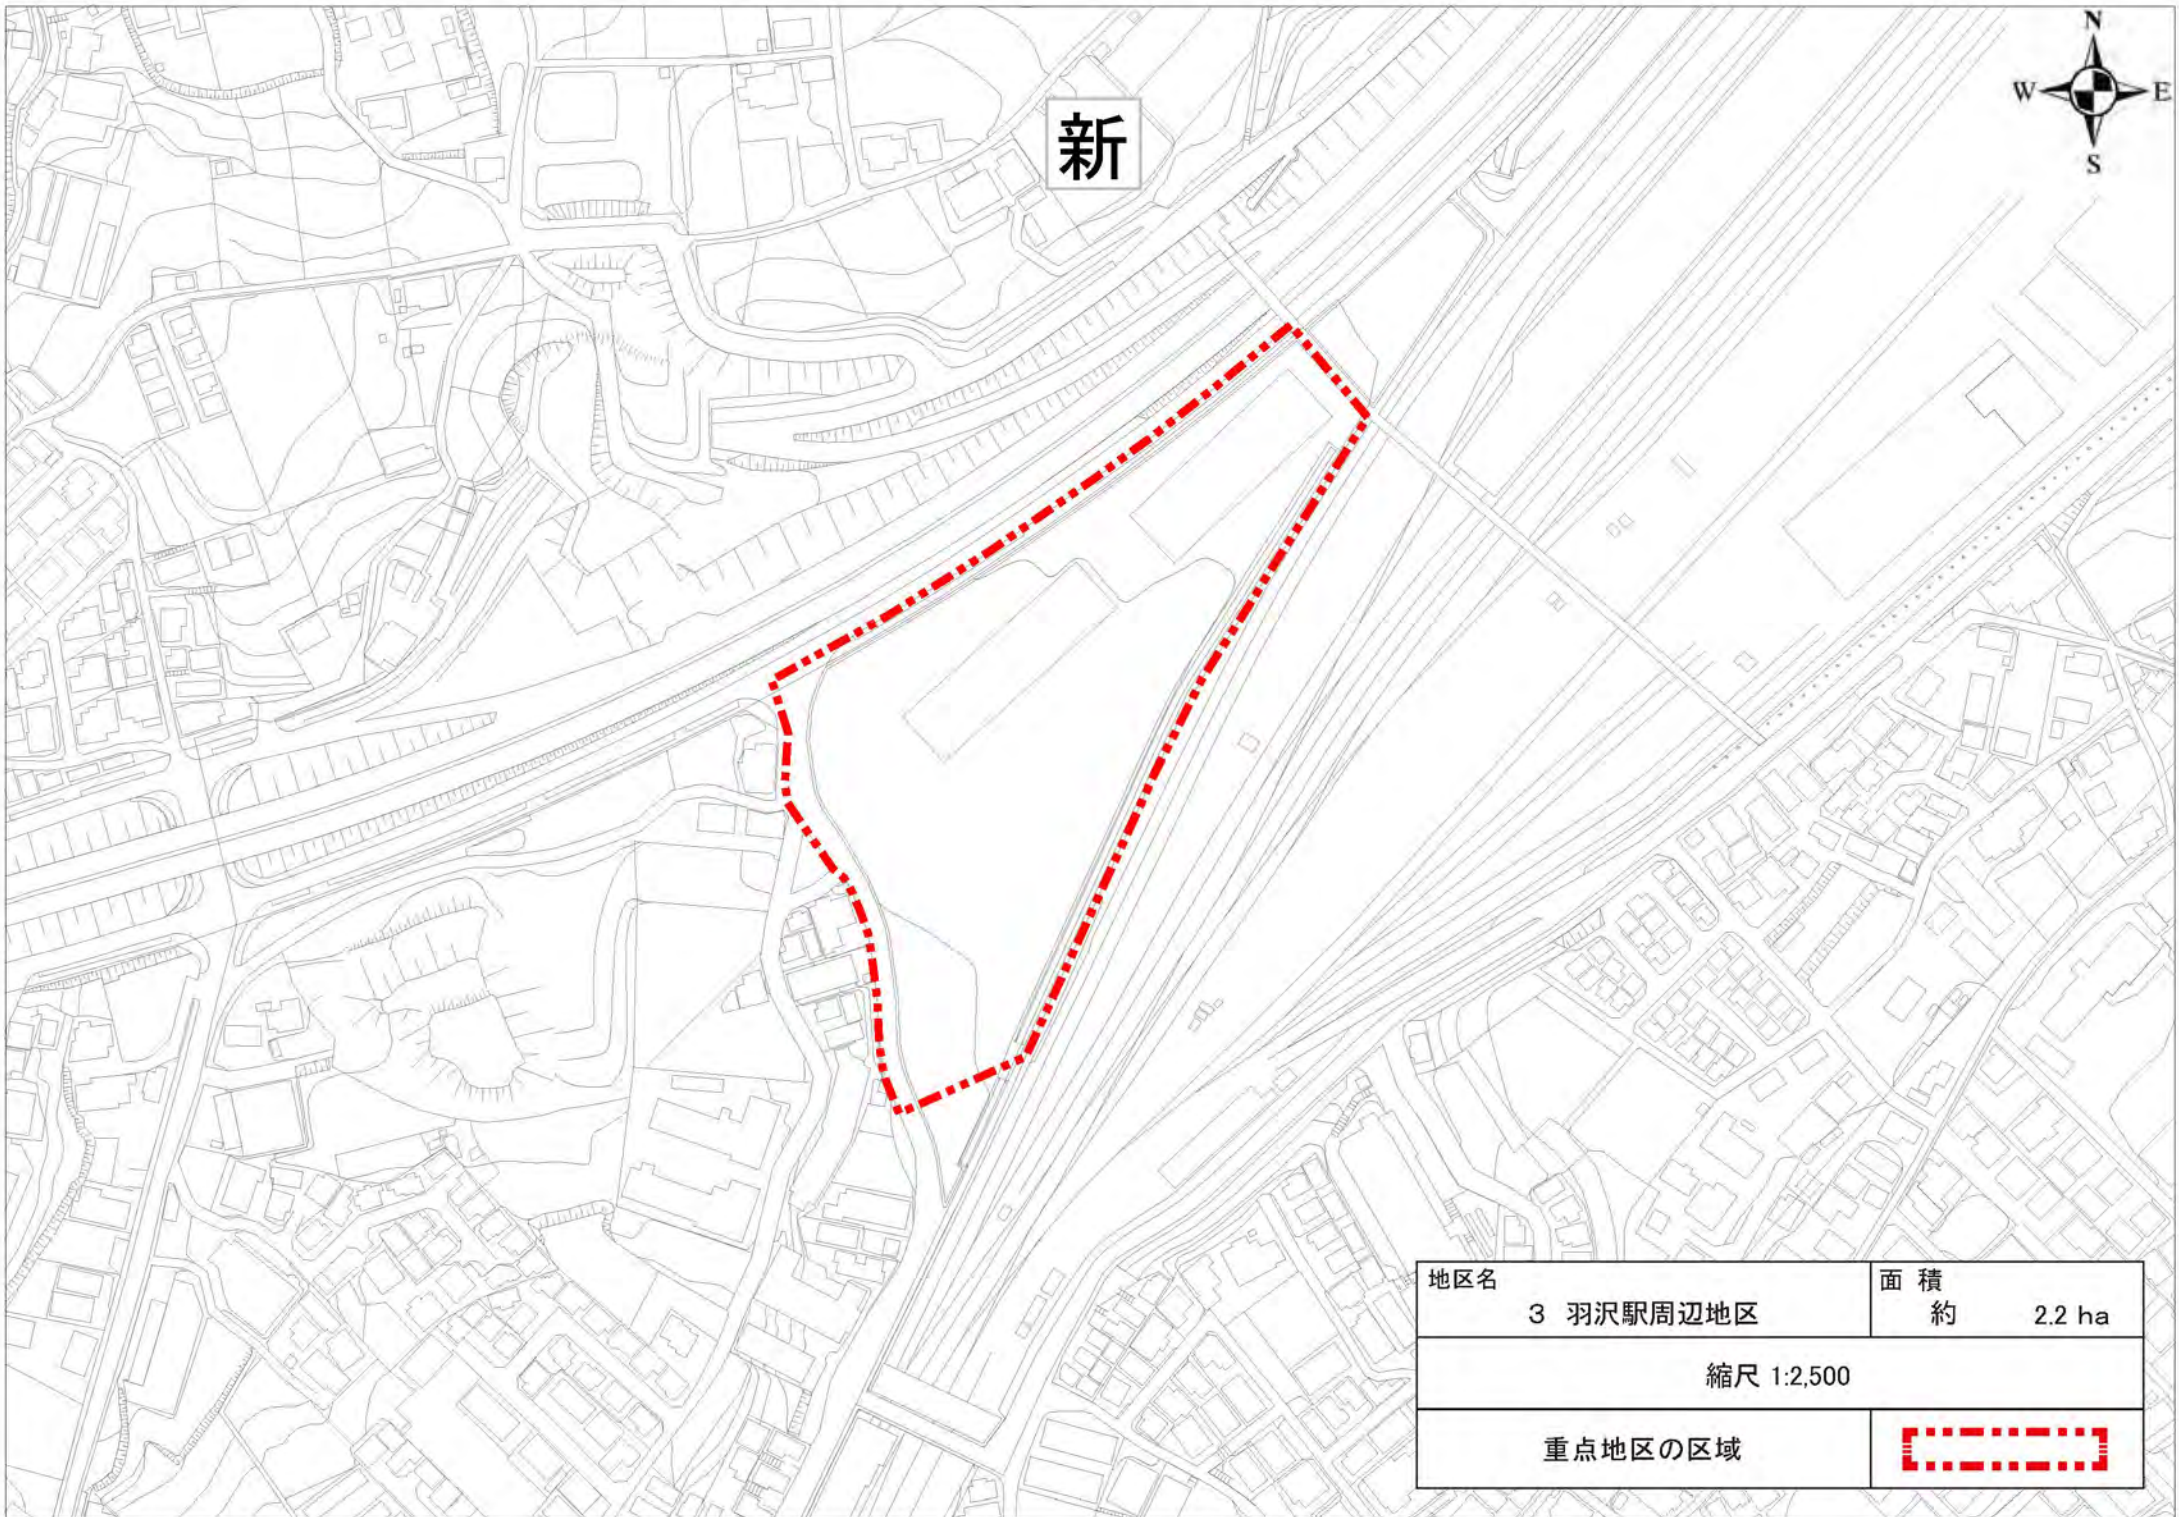 N
W E
S
新
地区名
３ 羽沢駅周辺地区
面 積
約 2.2 ha
縮尺 1:2,500
重点地区の区域